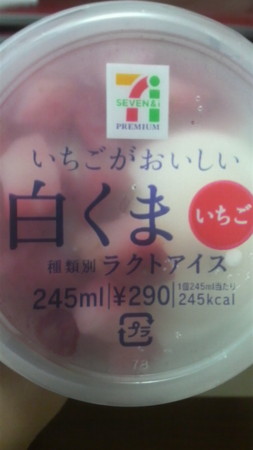 SEVEN&i
PREMIUM
いちごがおいしい
白くま
いちご
種類別 ラクトアイス
245ml
¥290
1個245ml当たり
245kcal
プラ
78